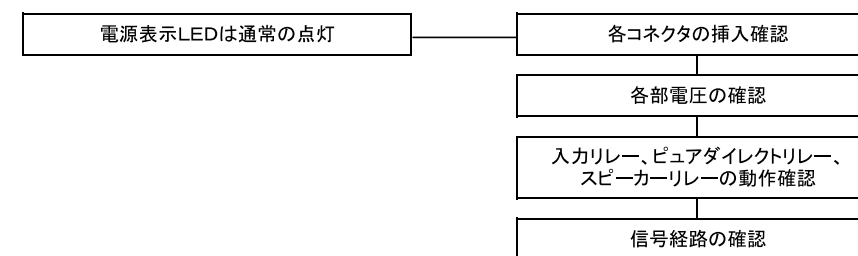 電源表示LEDは通常の点灯
各コネクタの挿入確認
各部電圧の確認
入力リレー、ピュアダイレクトリレー、
スピーカーリレーの動作確認
信号経路の確認